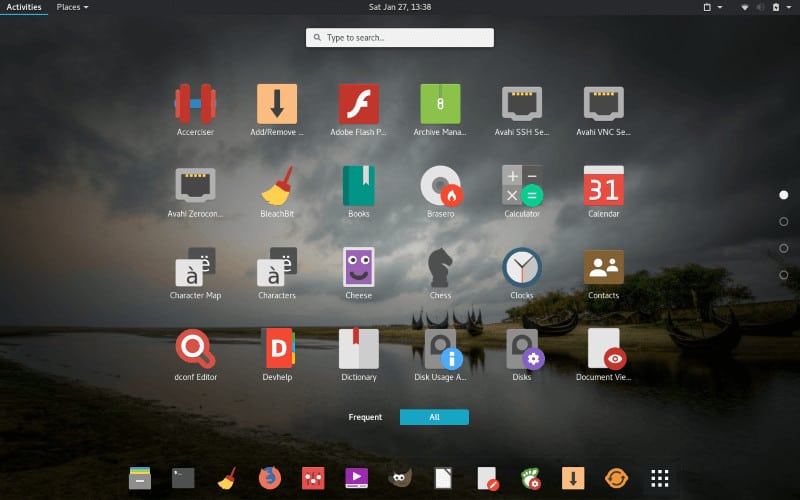 Activities
Places
Sat Jan 27, 13:38
Type to search...
Accerciser
Add/Remove ...
Adobe Flash P...
Archive Mana...
Avahi SSH Se...
Avahi VNC Se...
Avahi Zerocon...
BleachBit
Books
Brasero
Calculator
31
Calendar
à ë
Character Map
à ë
Characters
Cheese
Chess
Clocks
Contacts
dconf Editor
D
Devhelp
Dictionary
Disk Usage A...
Disks
Document Vie...
Frequent
All